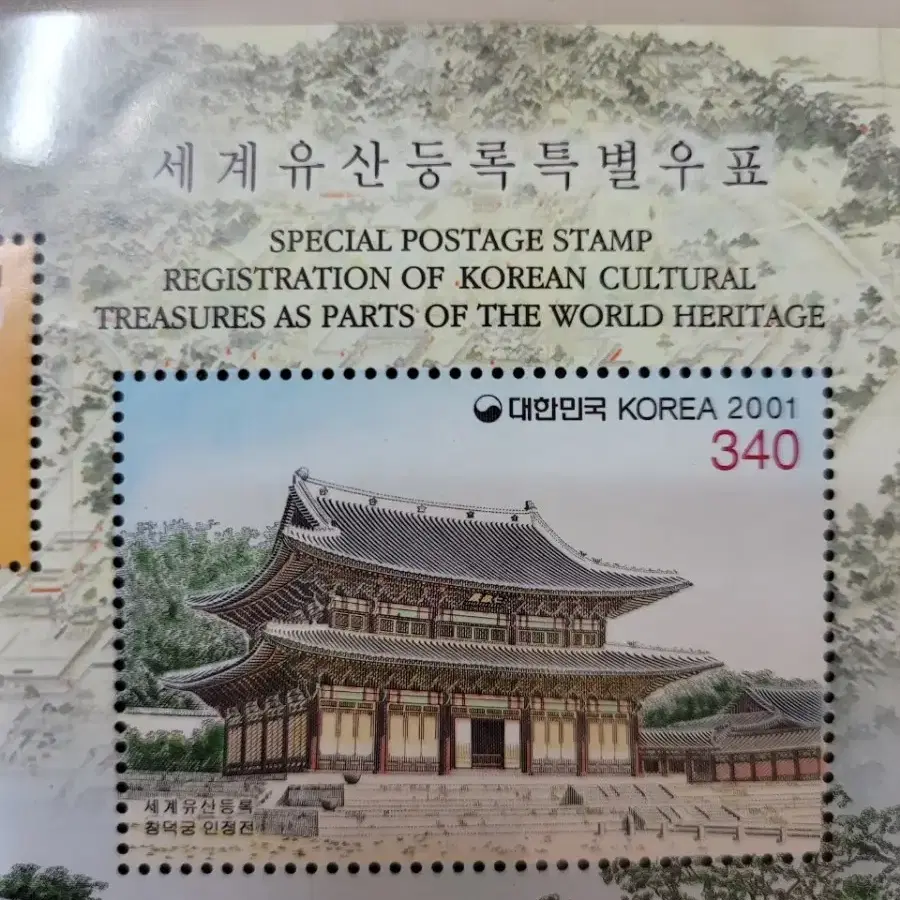 세계유산등록특별우표
SPECIAL POSTAGE STAMP
REGISTRATION OF KOREAN CULTURAL
TREASURES AS PARTS OF THE WORLD HERITAGE
대한민국 KOREA 2001
340
세계유산등록
창덕궁 인정전